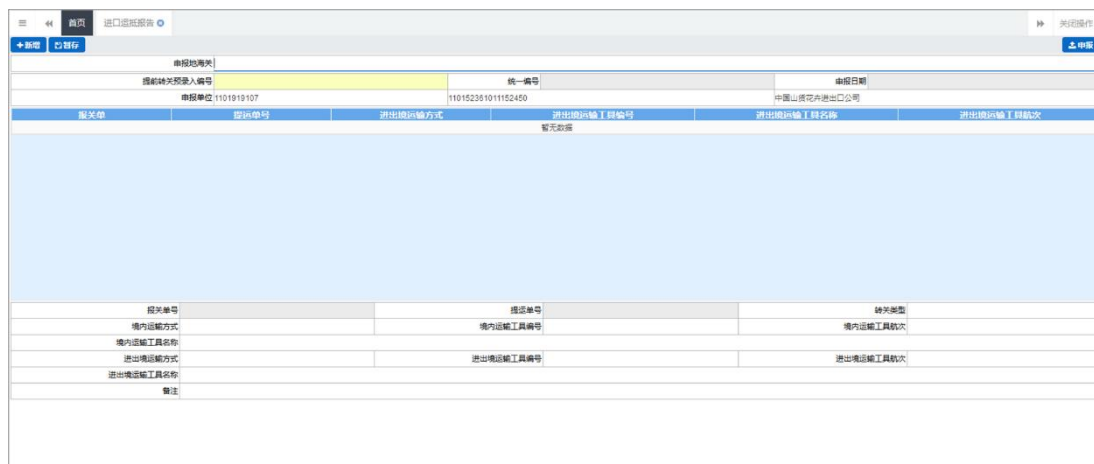 首页 进口运抵报告 关闭操作
新增 暂存 申报
申报地海关
提前转关预录入编号 统一编号 申报日期
申报单位 1101919107 110152361011152450 中国山货花卉进出口公司
报关单 提运单号 进出境运输方式 进出境运输工具编号 进出境运输工具名称 进出境运输工具航次
暂无数据
报关单号 提运单号 转关类型
境内运输方式 境内运输工具编号 境内运输工具航次
境内运输工具名称
进出境运输方式 进出境运输工具编号 进出境运输工具航次
进出境运输工具名称
备注